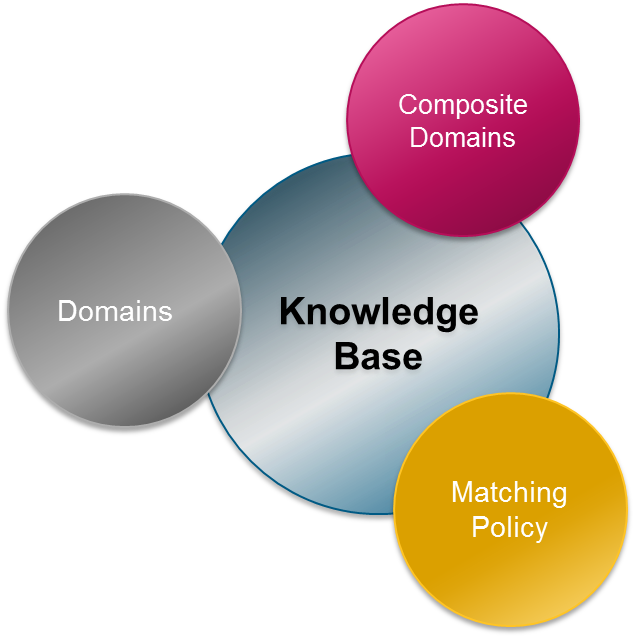 Composite
Domains
Domains
Knowledge
Base
Matching
Policy